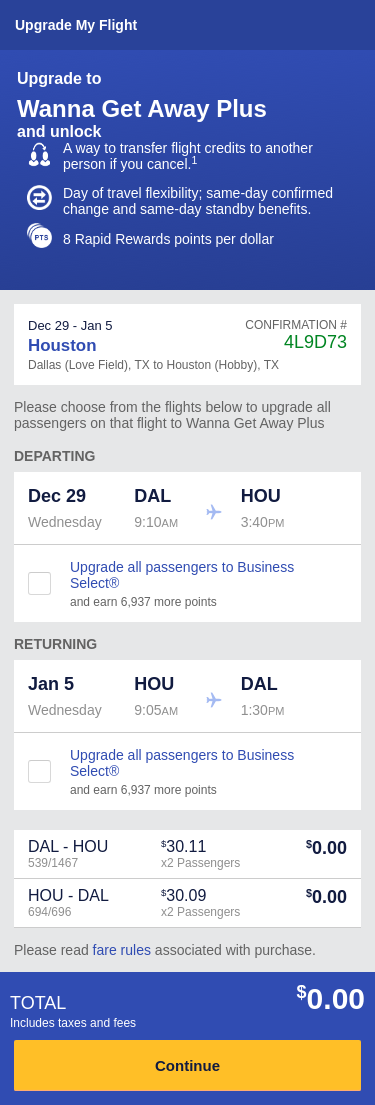 Upgrade My Flight
Upgrade to
Wanna Get Away Plus
and unlock
A way to transfer flight credits to another
person if you cancel.1
Day of travel flexibility; same-day confirmed
change and same-day standby benefits.
PTS
8 Rapid Rewards points per dollar
Dec 29 - Jan 5
CONFIRMATION #
Houston
4L9D73
Dallas (Love Field), TX to Houston (Hobby), TX
Please choose from the flights below to upgrade all
passengers on that flight to Wanna Get Away Plus
DEPARTING
Dec 29 DAL HOU
Wednesday 9:10AM 3:40PM
Upgrade all passengers to Business
Select®
and earn 6,937 more points
RETURNING
Jan 5 HOU DAL
Wednesday 9:05AM 1:30PM
Upgrade all passengers to Business
Select®
and earn 6,937 more points
DAL - HOU $30.11 $0.00
539/1467 x2 Passengers
HOU - DAL $30.09 $0.00
694/696 x2 Passengers
Please read fare rules associated with purchase.
TOTAL $0.00
Includes taxes and fees
Continue